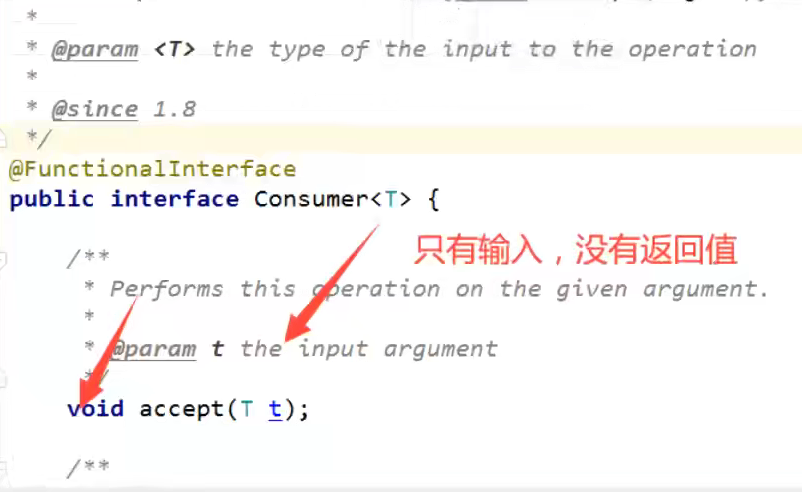 *
* @param <T> the type of the input to the operation
*
* @since 1.8
*/
@FunctionalInterface
public interface Consumer<T> {
/**
只有输入，没有返回值
* Performs this operation on the given argument.
*
* @param t the input argument
*/
void accept(T t);
/**